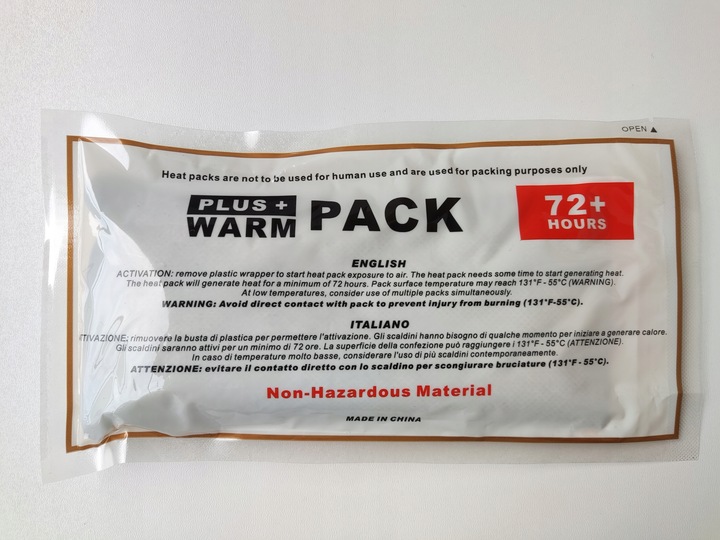 OPEN ▲
Heat packs are not to be used for human use and are used for packing purposes only
PLUS +
WARM PACK
72+
HOURS
ENGLISH
ACTIVATION: remove plastic wrapper to start heat pack exposure to air. The heat pack needs some time to start generating heat.
The heat pack will generate heat for a minimum of 72 hours. Pack surface temperature may reach 131°F - 55°C (WARNING).
At low temperatures, consider use of multiple packs simultaneously.
WARNING: Avoid direct contact with pack to prevent injury from burning (131°F-55°C).
ITALIANO
TIVAZIONE: rimuovere la busta di plastica per permettere l'attivazione. Gli scaldini hanno bisogno di qualche momento per iniziare a generare calore.
Gli scaldini saranno attivi per un minimo di 72 ore. La superficie della confezione può raggiungere i 131°F - 55°C (ATTENZIONE).
In caso di temperature molto basse, considerare l'uso di più scaldini contemporaneamente.
ATTENZIONE: evitare il contatto diretto con lo scaldino per scongiurare bruciature (131°F - 55°C).
Non-Hazardous Material
MADE IN CHINA